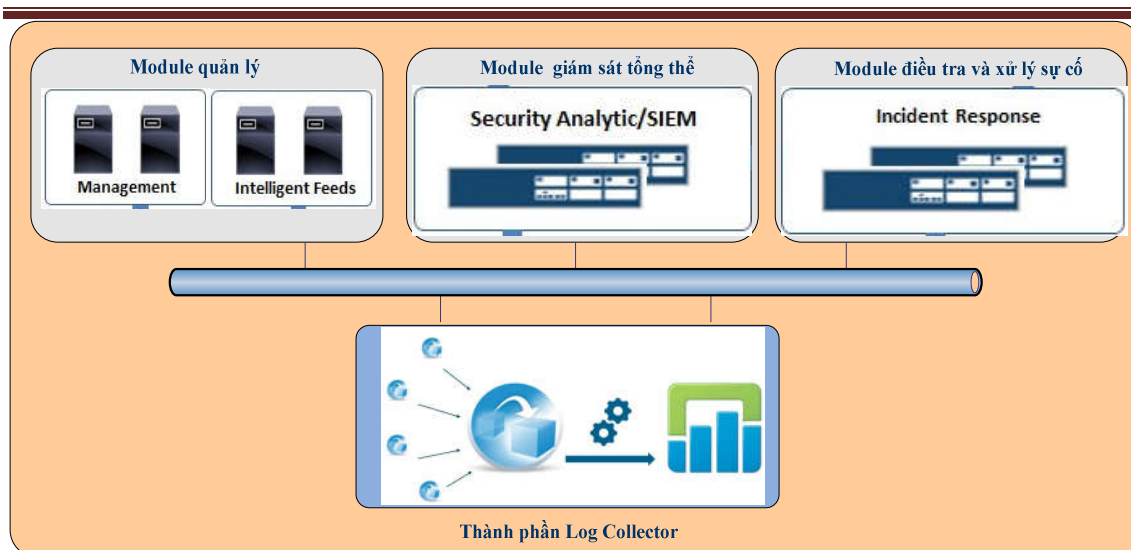 Module quản lý
Management
Intelligent Feeds
Module giám sát tổng thể
Security Analytic/SIEM
Module điều tra và xử lý sự cố
Incident Response
Thành phần Log Collector